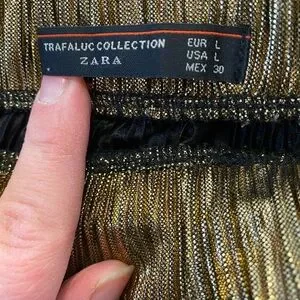 TRAFALUC COLLECTION
ZARA
EUR L
USA L
MEX 30